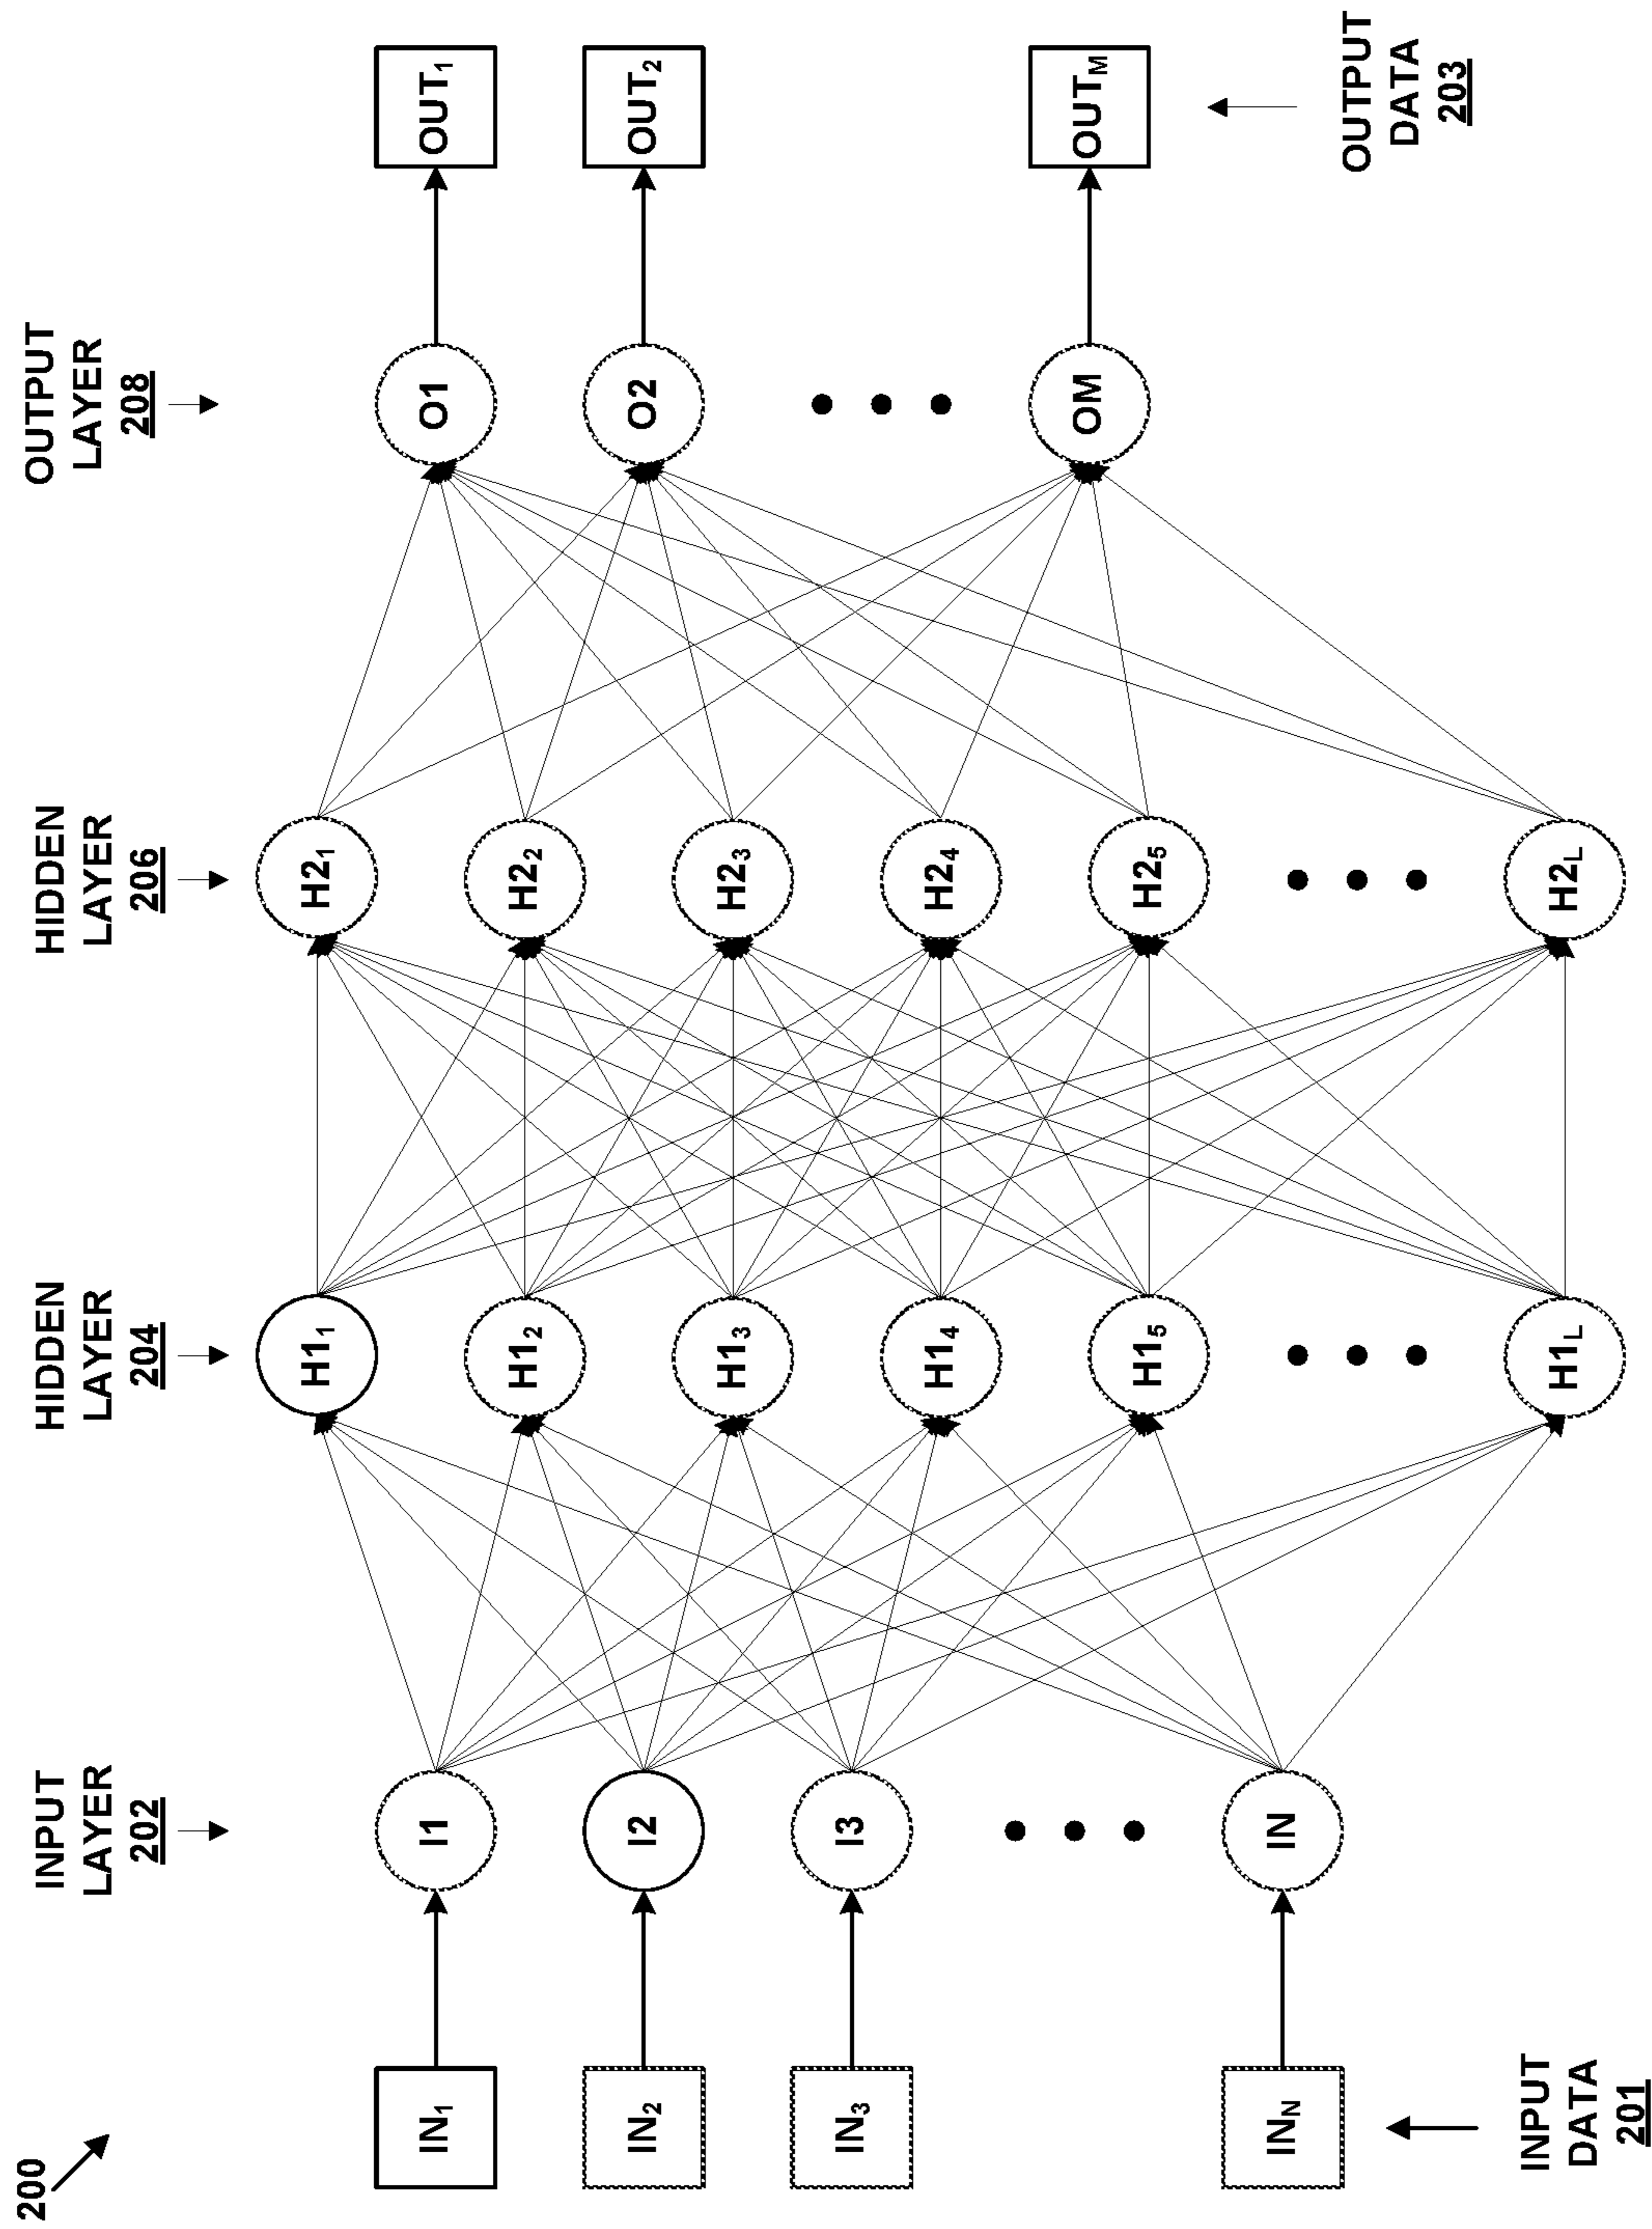 200
INPUT
LAYER
202
HIDDEN
LAYER
204
HIDDEN
LAYER
206
OUTPUT
LAYER
208
IN1
I1
H11
H21
O1
OUT1
IN2
I2
H12
H22
O2
OUT2
IN3
I3
H13
H23
H14
H24
INN
IN
H15
H25
OM
OUTM
H1L
H2L
INPUT
DATA
201
OUTPUT
DATA
203